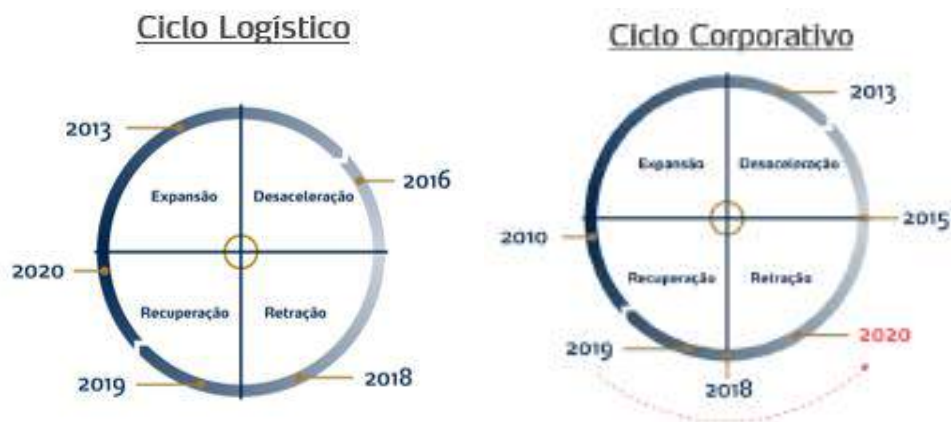 Ciclo Logístico
2013
2016
Expansão
Desaceleração
2020
Recuperação
Retração
2019
2018
Ciclo Corporativo
2013
Expansão
Desaceleração
2015
2010
Recuperação
Retração
2020
2019
2018